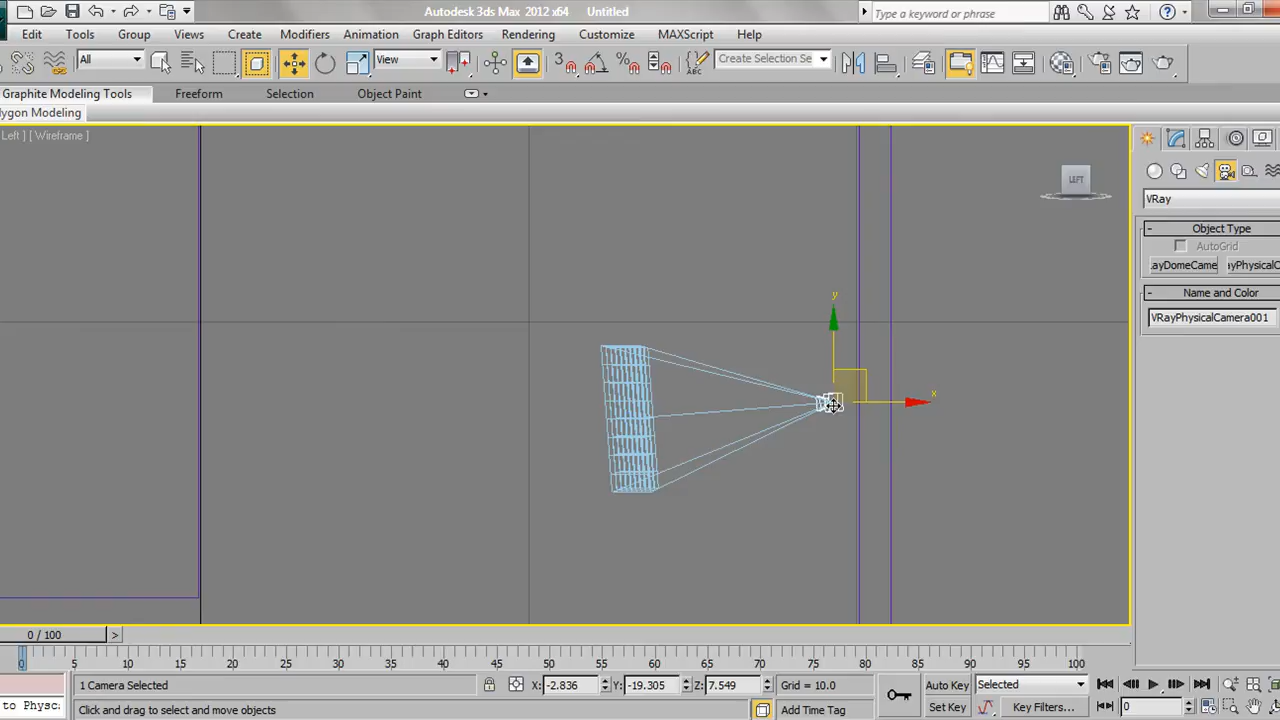 Autodesk 3ds Max 2012 x64 Untitled
Type a keyword or phrase
Edit Tools Group Views Create Modifiers Animation Graph Editors Rendering Customize MAXScript Help
All View 3 Create Selection Se
Graphite Modeling Tools Freeform Selection Object Paint
lygon Modeling
Left ] [ Wireframe ]
LEFT
VRay
- Object Type
AutoGrid
ayDomeCame ayPhysicalC
- Name and Color
VRayPhysicalCamera001
y
x
0 / 100 >
0 5 10 15 20 25 30 35 40 45 50 55 60 65 70 75 80 85 90 95 100
1 Camera Selected X: -2.836 Y: -19.305 Z: 7.549 Grid = 10.0 Auto Key Selected
to Physc Click and drag to select and move objects Add Time Tag Set Key Key Filters... 0